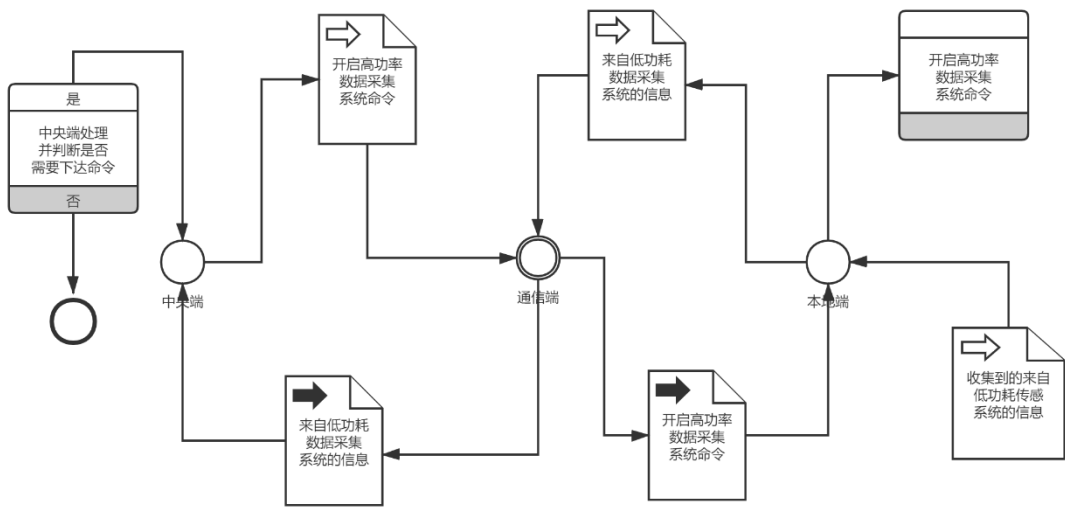 是
中央端处理
并判断是否
需要下达命令
否
中央端
开启高功率
数据采集
系统命令
来自低功耗
数据采集
系统的信息
通信端
来自低功耗
数据采集
系统的信息
开启高功率
数据采集
系统命令
本地端
开启高功率
数据采集
系统命令
收集到的来自
低功耗传感
系统的信息